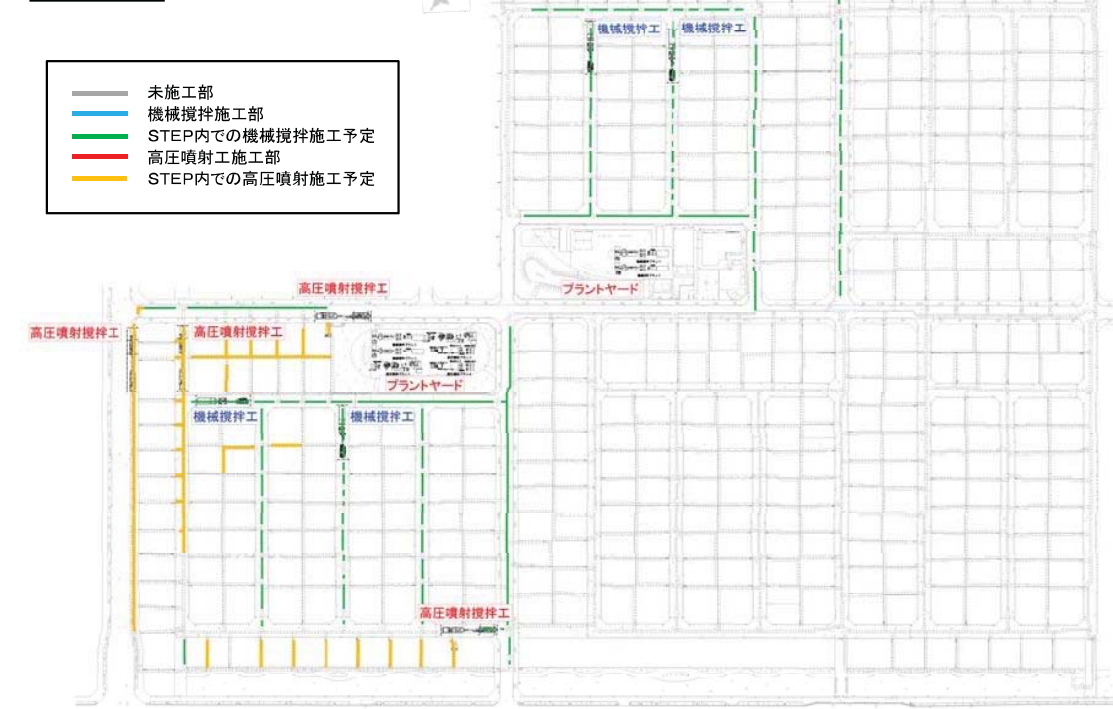 機械撹拌工
機械撹拌工
未施工部
機械撹拌施工部
STEP内での機械撹拌施工予定
高圧噴射工施工部
STEP内での高圧噴射施工予定
プラントヤード
高圧噴射撹拌工
高圧噴射撹拌工
高圧噴射撹拌工
プラントヤード
機械撹拌工
機械撹拌工
高圧噴射撹拌工